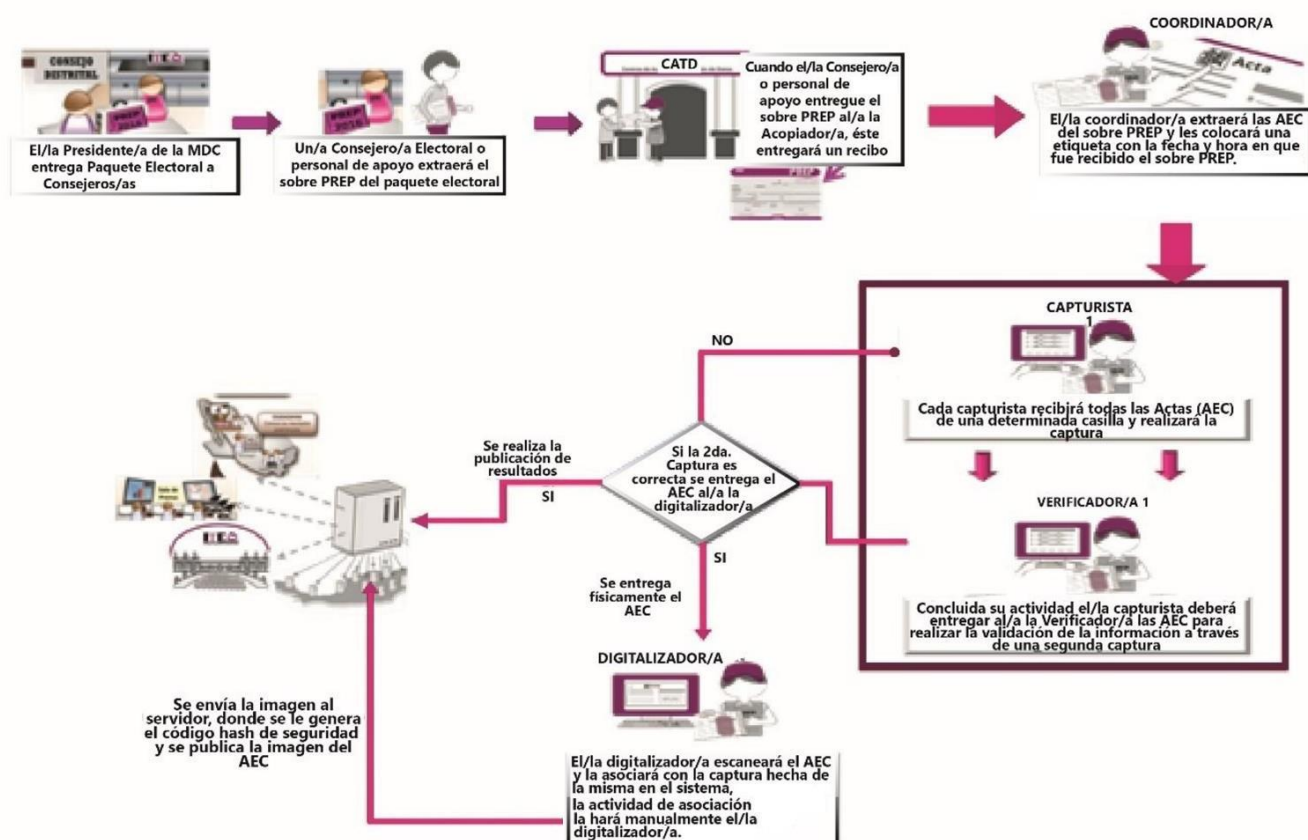 CONSEJO
DISTRITAL
PREP
2016
El/la Presidente/a de la MDC
entrega Paquete Electoral a
Consejeros/as
PREP
2016
Un/a Consejero/a Electoral o
personal de apoyo extraerá el
sobre PREP del paquete electoral
CATD
Cuando el/la Consejero/a
o personal de
apoyo entregue el
sobre PREP al/a la
Acopiador/a, éste
entregará un recibo
PREP
COORDINADOR/A
Acta
El/la coordinador/a extraerá las AEC
del sobre PREP y les colocará una
etiqueta con la fecha y hora en que
fue recibido el sobre PREP.
CAPTURISTA
1
Cada capturista recibirá todas las Actas (AEC)
de una determinada casilla y realizará la
captura
VERIFICADOR/A 1
Concluida su actividad el/la capturista deberá
entregar al/a la Verificador/a las AEC para
realizar la validación de la información a través
de una segunda captura
NO
Si la 2da.
Captura es
correcta se entrega el
AEC al/a la
digitalizador/a
Se realiza la
publicación de
resultados
SI
SI
Se entrega
físicamente el
AEC
DIGITALIZADOR/A
El/la digitalizador/a escaneará el AEC
y la asociará con la captura hecha de
la misma en el sistema,
la actividad de asociación
la hará manualmente el/la
digitalizador/a.
Se envía la imagen al
servidor, donde se le genera
el código hash de seguridad
y se publica la imagen del
AEC